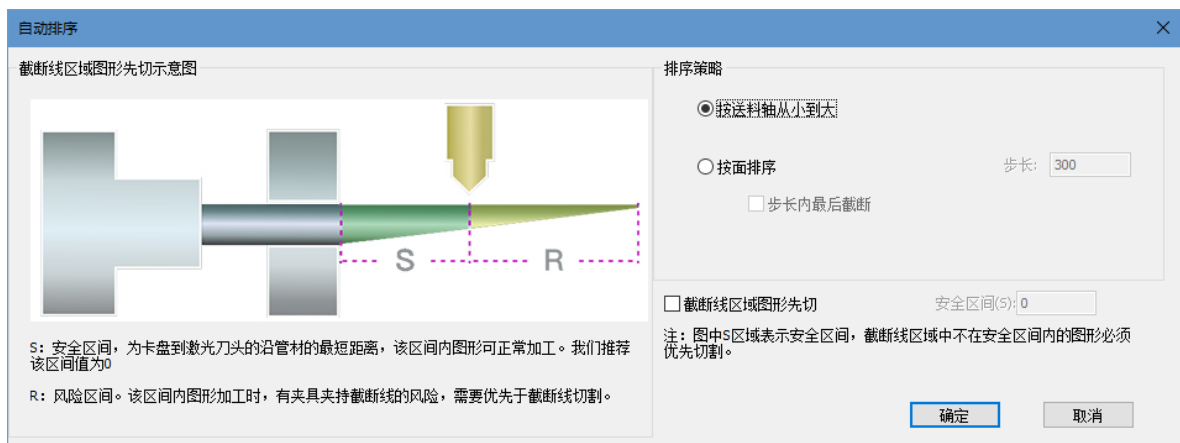 自动排序
截断线区域图形先切示意图
S
R
S: 安全区间，为卡盘到激光刀头的沿管材的最短距离，该区间内图形可正常加工。我们推荐
该区间值为0
R: 风险区间。该区间内图形加工时，有夹具夹持截断线的风险，需要优先于截断线切割。
排序策略
按送料轴从小到大
按面排序
步长: 300
步长内最后截断
截断线区域图形先切
安全区间(S): 0
注: 图中S区域表示安全区间，截断线区域中不在安全区间内的图形必须
优先切割。
确定
取消